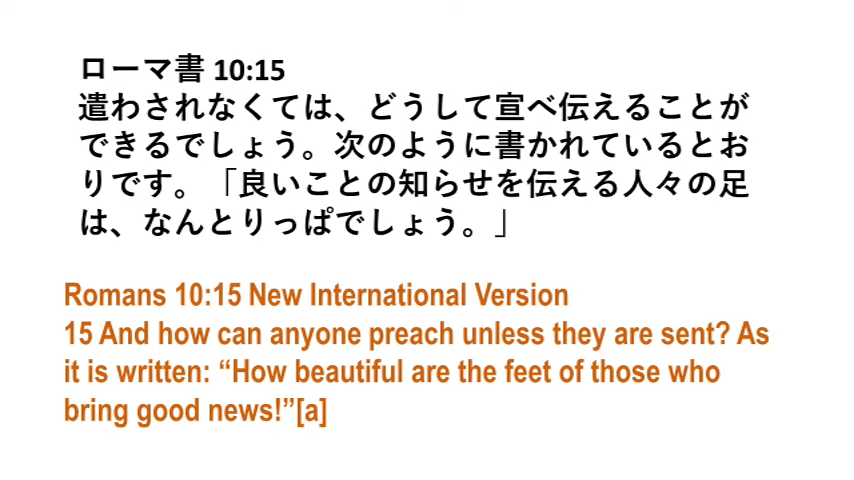 ローマ書 10:15
遣わされなくては、どうして宣べ伝えることが
できるでしょう。次のように書かれているとお
りです。「良いことの知らせを伝える人々の足
は、なんとりっぱでしょう。」
Romans 10:15 New International Version
15 And how can anyone preach unless they are sent? As
it is written: “How beautiful are the feet of those who
bring good news!”[a]